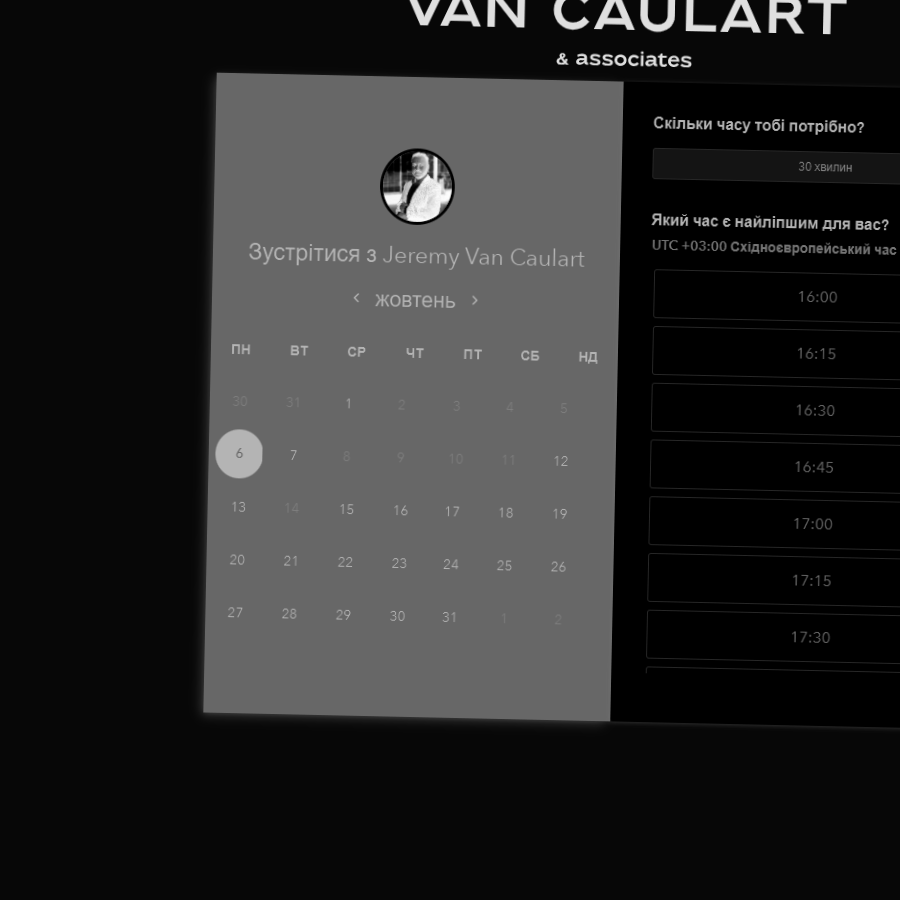 VAN CAULART
& associates
Зустрітися з Jeremy Van Caulart
‹ жовтень ›
ПН ВТ СР ЧТ ПТ СБ НД
30 31 1 2 3 4 5
6 7 8 9 10 11 12
13 14 15 16 17 18 19
20 21 22 23 24 25 26
27 28 29 30 31 1 2
Скільки часу тобі потрібно?
30 хвилин
Який час є найліпшим для вас?
UTC +03:00 Східноєвропейський час
16:00
16:15
16:30
16:45
17:00
17:15
17:30